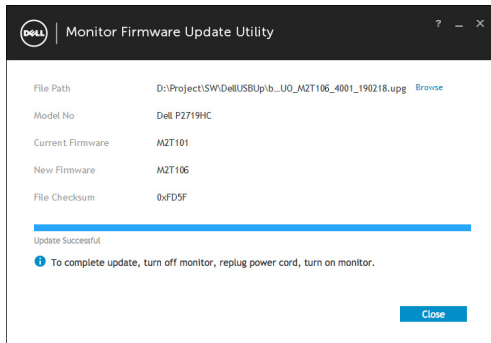 DELL Monitor Firmware Update Utility ? _ ×
File Path D:\Project\SW\DellUSBUp\b...UO_M2T106_4001_190218.upg Browse
Model No Dell P2719HC
Current Firmware M2T101
New Firmware M2T106
File Checksum 0xFD5F
Update Successful
To complete update, turn off monitor, replug power cord, turn on monitor.
Close